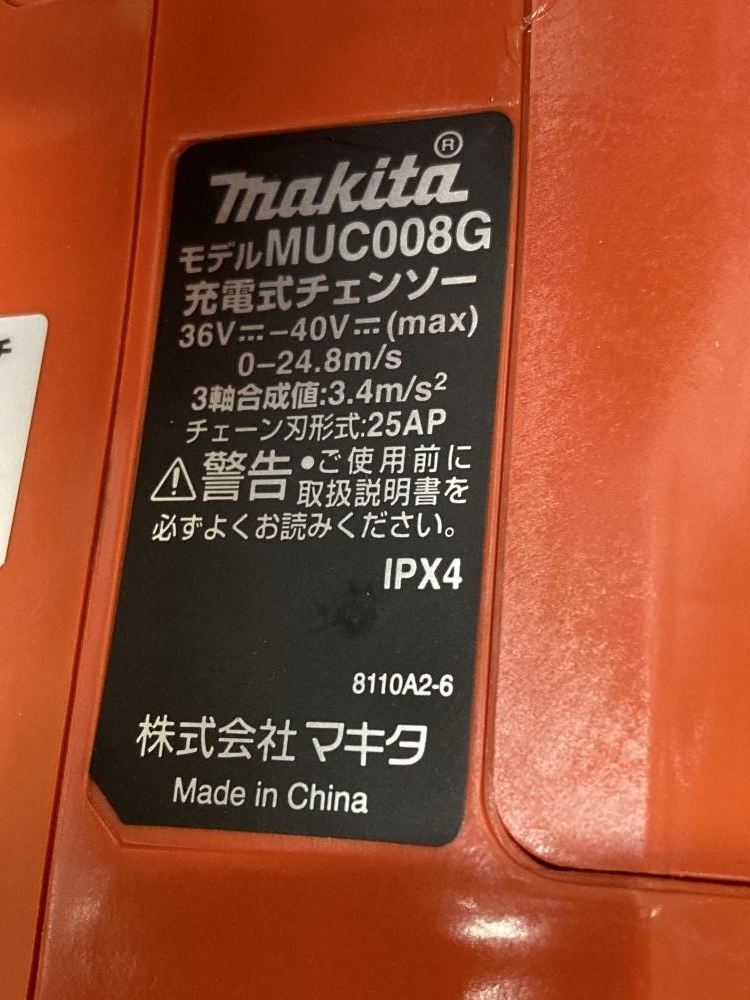 makita®
モデルMUC008G
充電式チェンソー
36V⎓–40V⎓(max)
0–24.8m/s
3軸合成値:3.4m/s²
チェーン刃形式:25AP
⚠警告 •ご使用前に
取扱説明書を
必ずよくお読みください。
IPX4
8110A2-6
株式会社マキタ
Made in China
チ